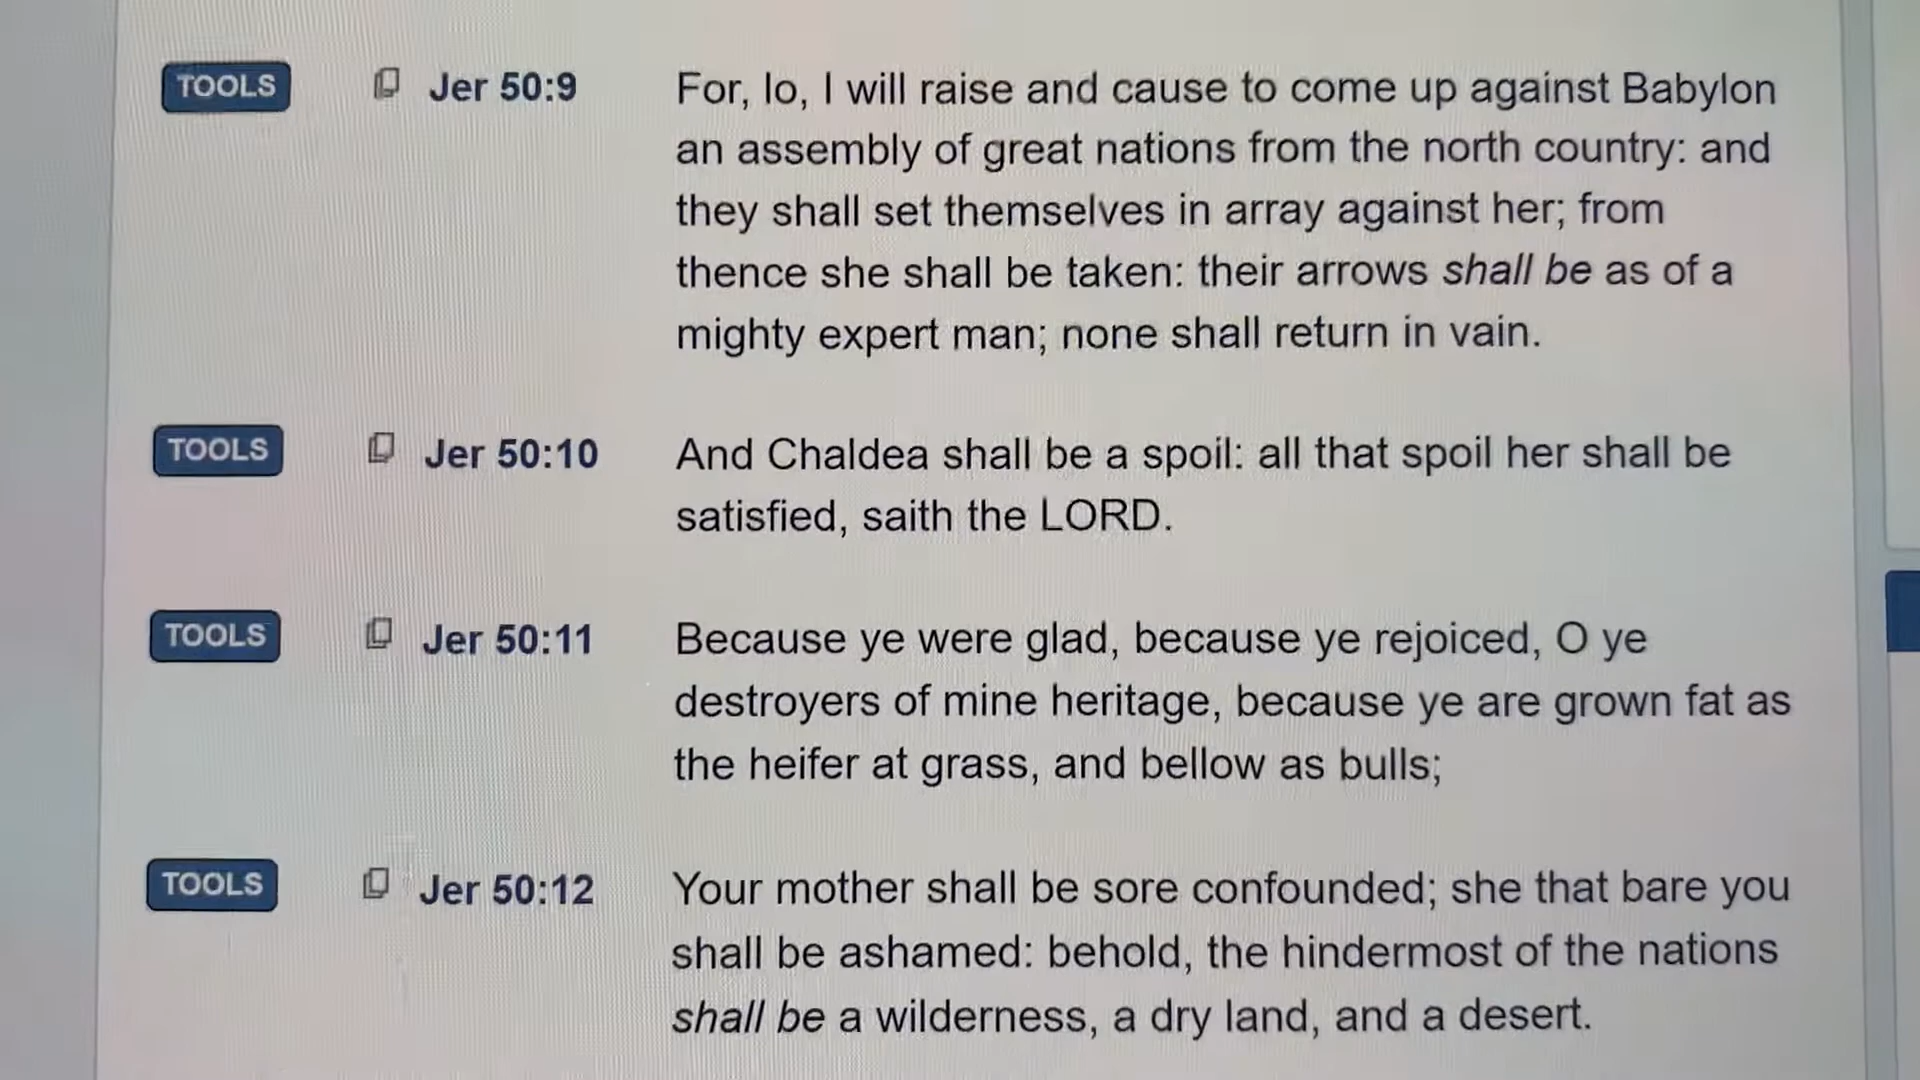 TOOLS Jer 50:9 For, lo, I will raise and cause to come up against Babylon
an assembly of great nations from the north country: and
they shall set themselves in array against her; from
thence she shall be taken: their arrows shall be as of a
mighty expert man; none shall return in vain.
TOOLS Jer 50:10 And Chaldea shall be a spoil: all that spoil her shall be
satisfied, saith the LORD.
TOOLS Jer 50:11 Because ye were glad, because ye rejoiced, O ye
destroyers of mine heritage, because ye are grown fat as
the heifer at grass, and bellow as bulls;
TOOLS Jer 50:12 Your mother shall be sore confounded; she that bare you
shall be ashamed: behold, the hindermost of the nations
shall be a wilderness, a dry land, and a desert.